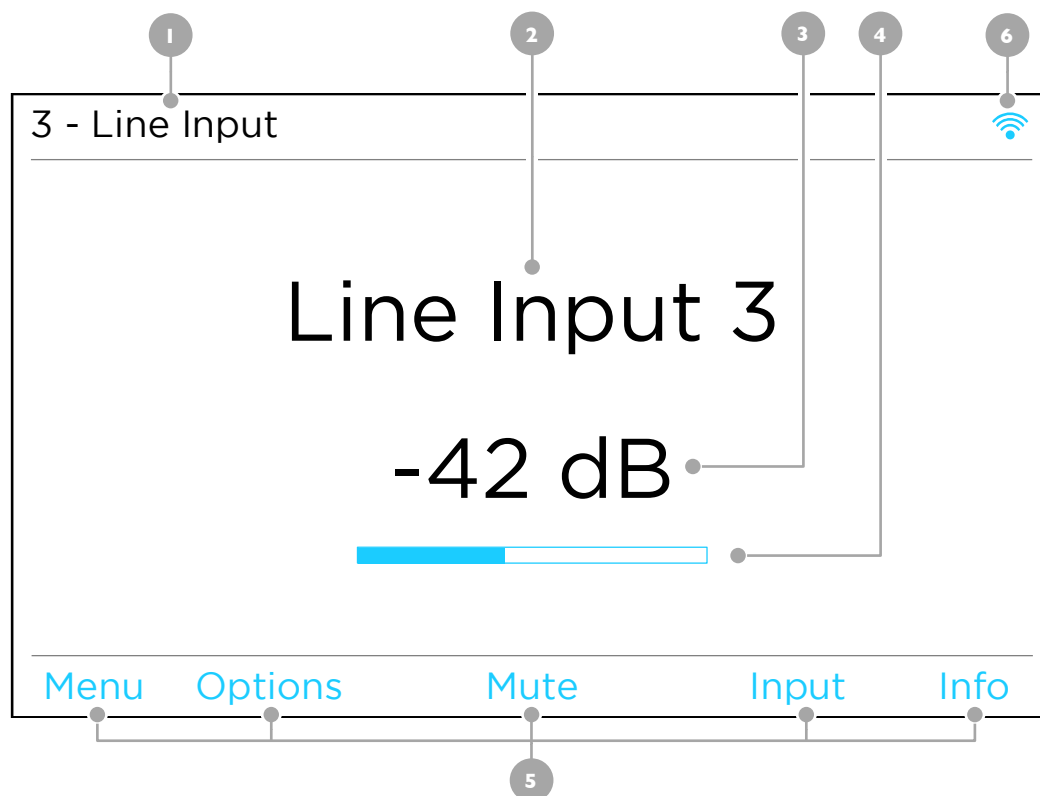 1 2 3 4 6
3 - Line Input
Line Input 3
-42 dB
Menu Options Mute Input Info
5